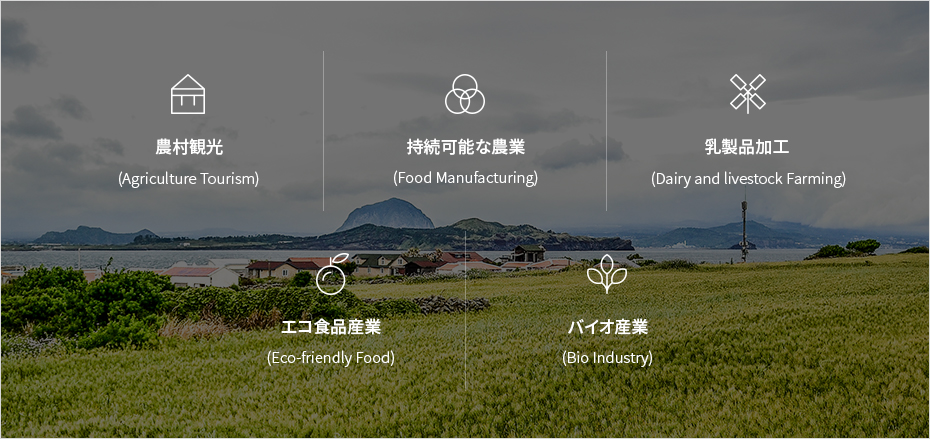 農村観光
(Agriculture Tourism)
持続可能な農業
(Food Manufacturing)
乳製品加工
(Dairy and livestock Farming)
エコ食品産業
(Eco-friendly Food)
バイオ産業
(Bio Industry)